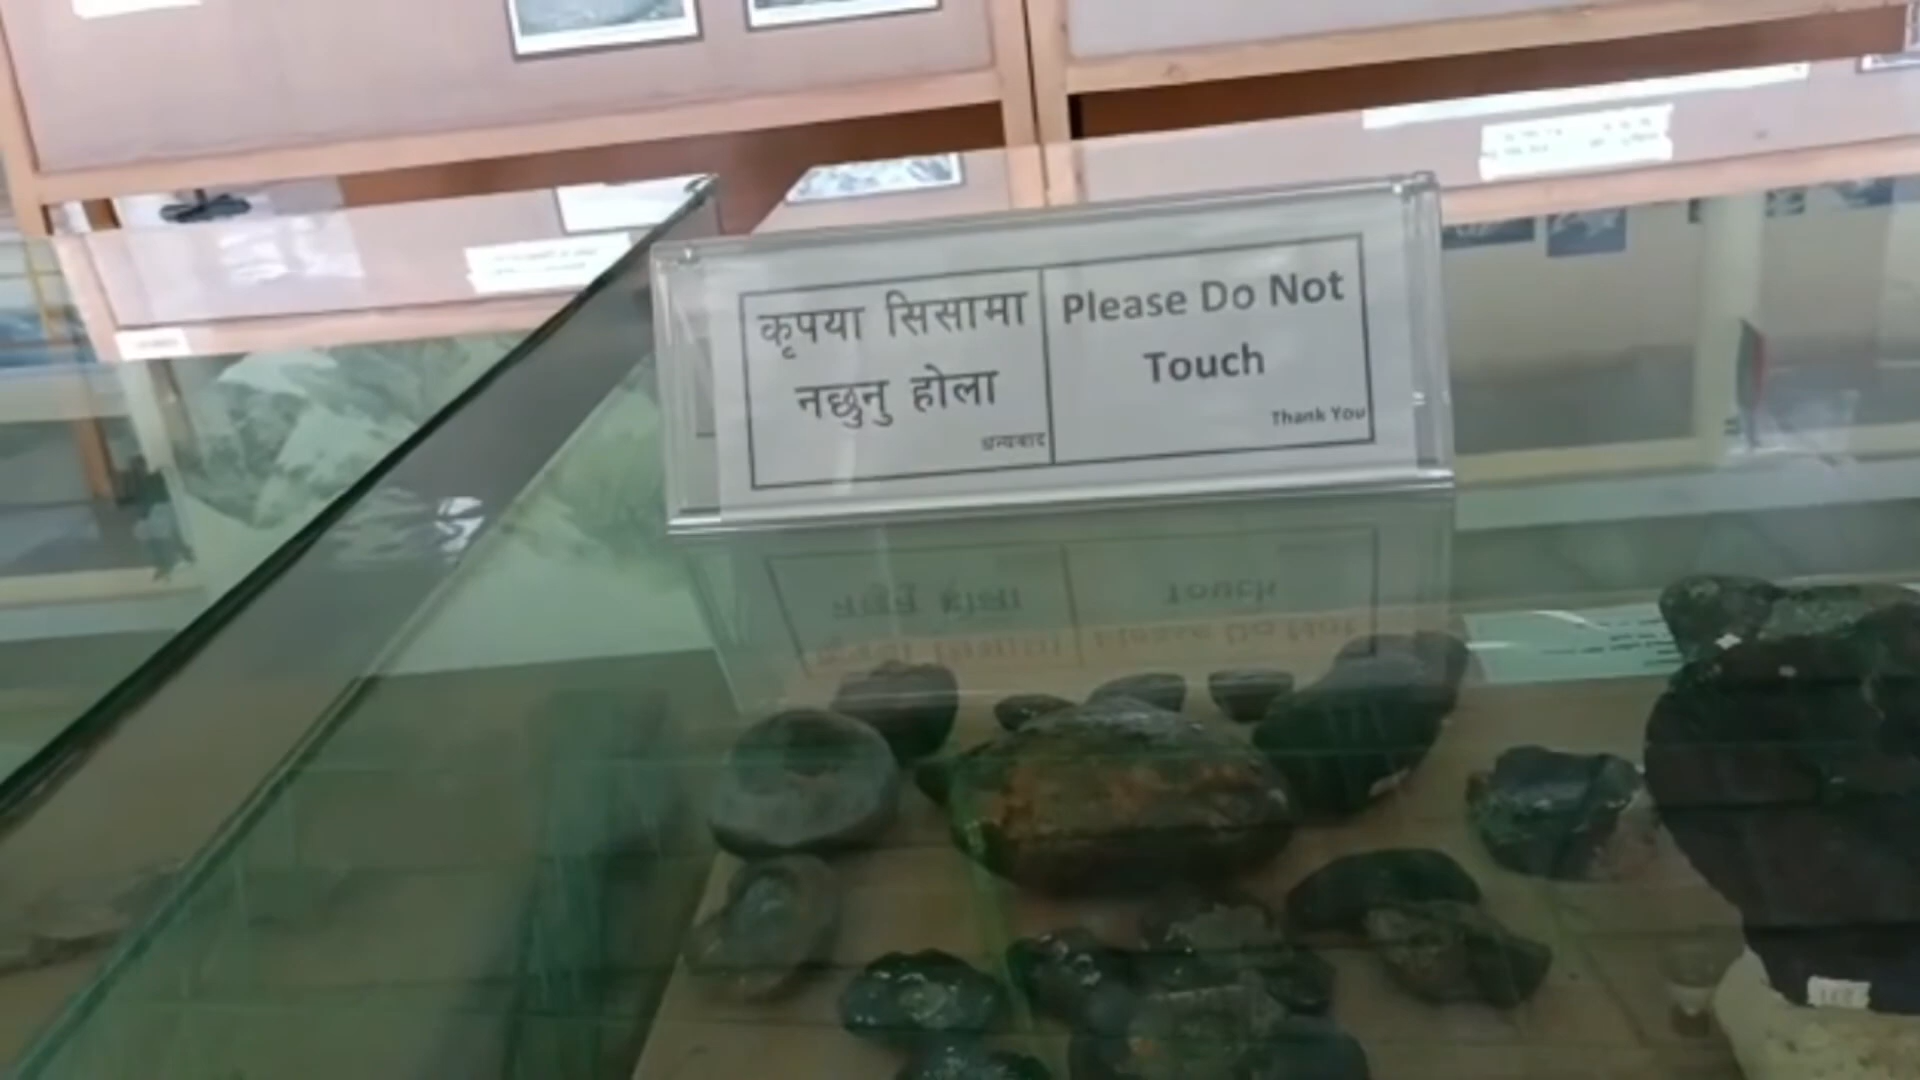 कृपया सिसामा
नछुनु होला
धन्यवाद
Please Do Not
Touch
Thank You